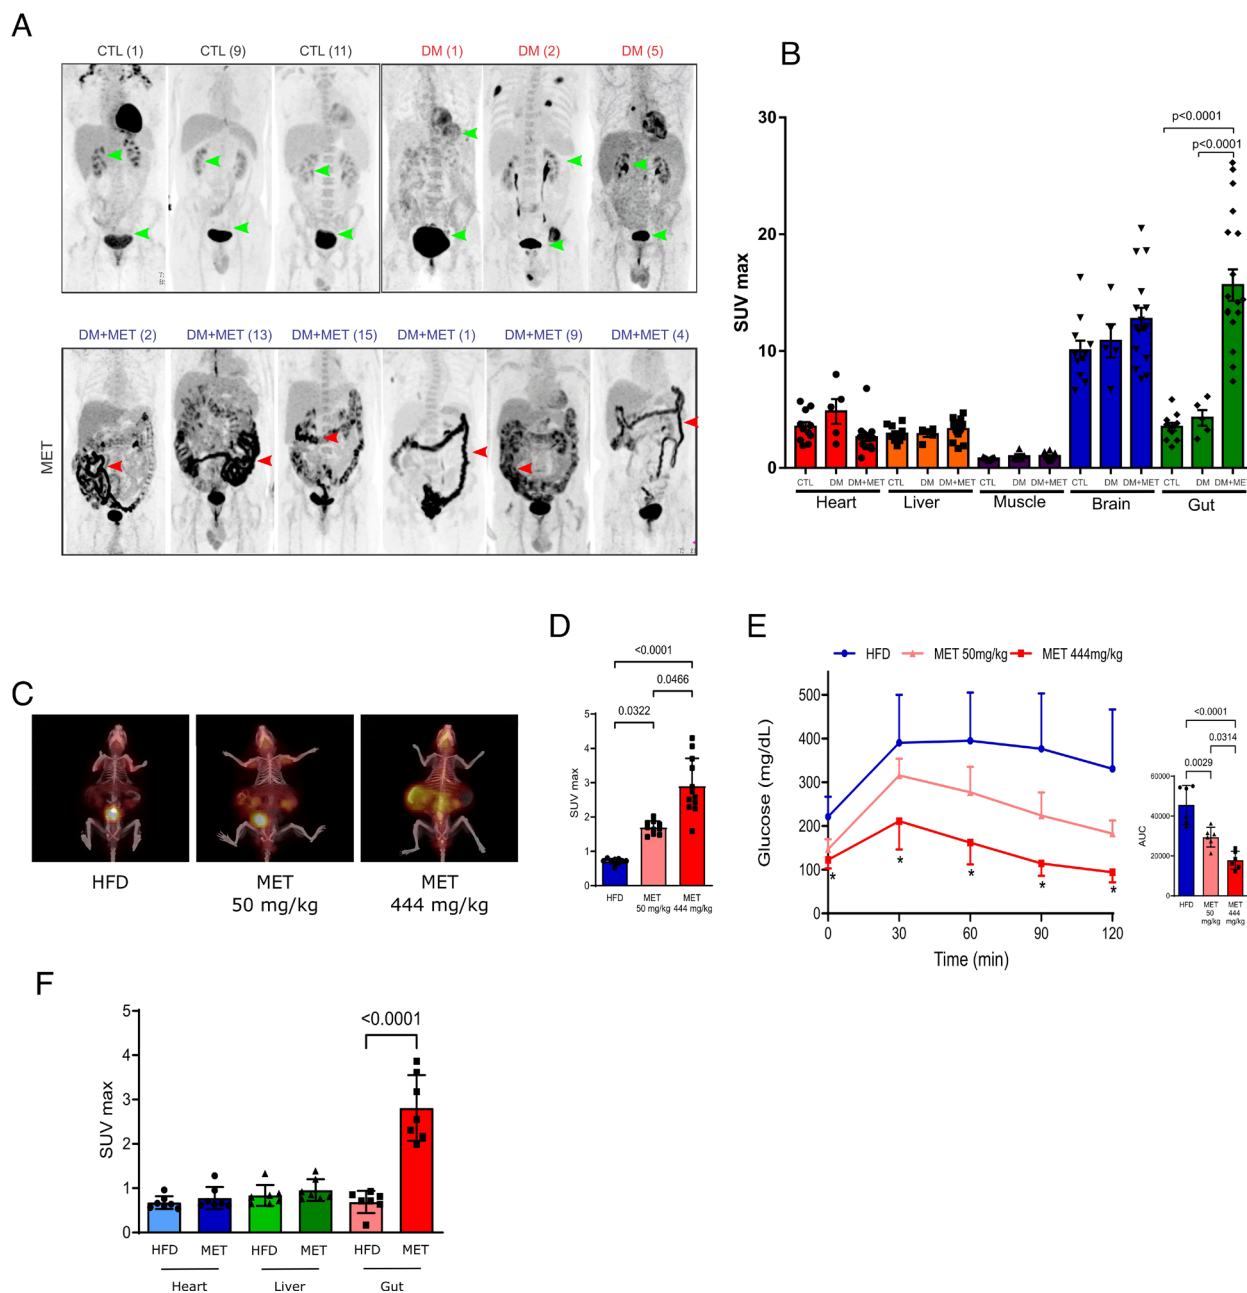 A
CTL (1) CTL (9) CTL (11) DM (1) DM (2) DM (5)
DM+MET (2) DM+MET (13) DM+MET (15) DM+MET (1) DM+MET (9) DM+MET (4)
MET
B
30
20
10
0
SUV max
p<0.0001
p<0.0001
CTL DM DM+MET CTL DM DM+MET CTL DM DM+MET CTL DM DM+MET CTL DM DM+MET
Heart Liver Muscle Brain Gut
C
HFD
MET
50 mg/kg
MET
444 mg/kg
D
<0.0001
0.0466
0.0322
5
4
3
2
1
0
SUV max
HFD
MET
50 mg/kg
MET
444 mg/kg
E
HFD MET 50mg/kg MET 444mg/kg
500
400
300
200
100
0
Glucose (mg/dL)
* * * * *
0 30 60 90 120
Time (min)
<0.0001
0.0314
0.0029
60000
40000
20000
0
AUC
HFD
MET
50
mg/kg
MET
444
mg/kg
F
5
4
3
2
1
0
SUV max
<0.0001
HFD MET HFD MET HFD MET
Heart Liver Gut